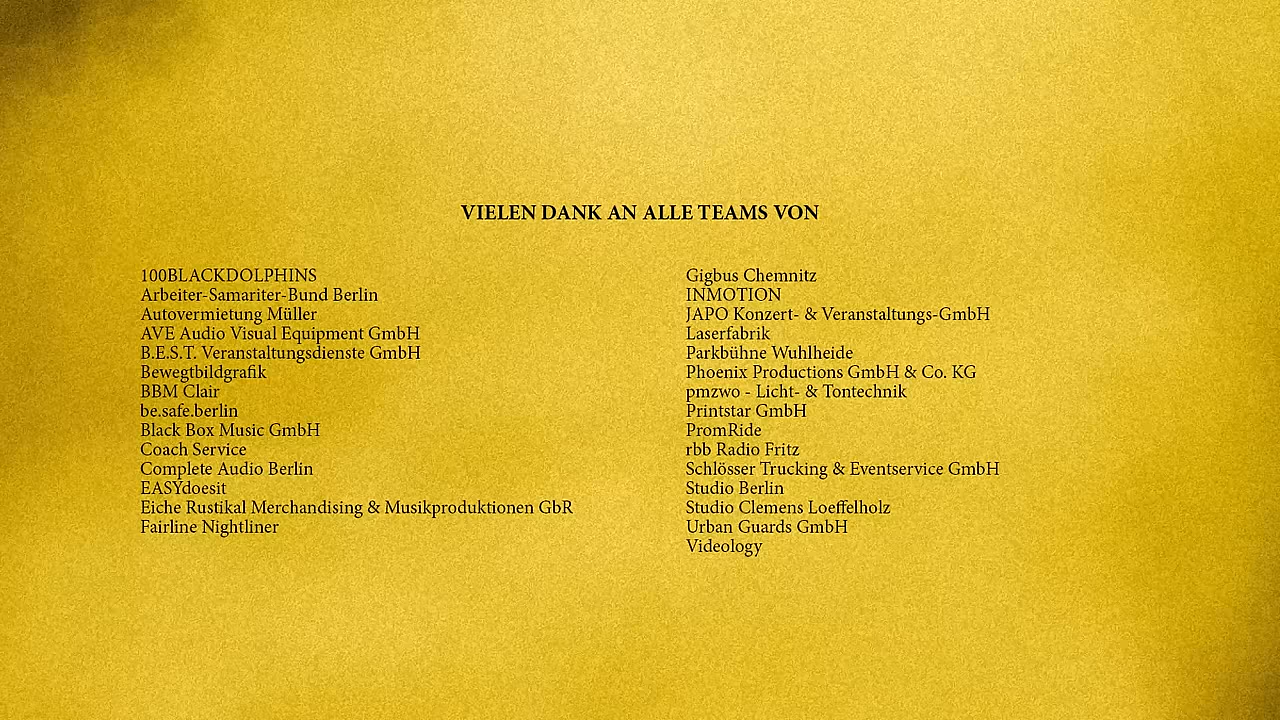 VIELEN DANK AN ALLE TEAMS VON
100BLACKDOLPHINS
Arbeiter-Samariter-Bund Berlin
Autovermietung Müller
AVE Audio Visual Equipment GmbH
B.E.S.T. Veranstaltungsdienste GmbH
Bewegtbildgrafik
BBM Clair
be.safe.berlin
Black Box Music GmbH
Coach Service
Complete Audio Berlin
EASYdoesit
Eiche Rustikal Merchandising & Musikproduktionen GbR
Fairline Nightliner
Gigbus Chemnitz
INMOTION
JAPO Konzert- & Veranstaltungs-GmbH
Laserfabrik
Parkbühne Wuhlheide
Phoenix Productions GmbH & Co. KG
pmzwo - Licht- & Tontechnik
Printstar GmbH
PromRide
rbb Radio Fritz
Schlösser Trucking & Eventservice GmbH
Studio Berlin
Studio Clemens Loeffelholz
Urban Guards GmbH
Videology